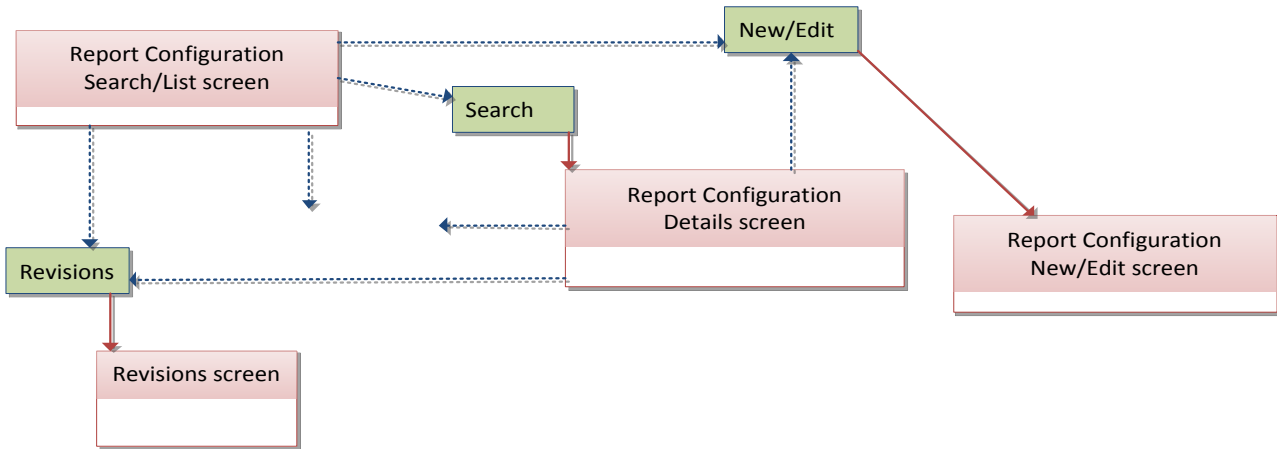 New/Edit
Report Configuration
Search/List screen
Search
Report Configuration
Details screen
Report Configuration
New/Edit screen
Revisions
Revisions screen